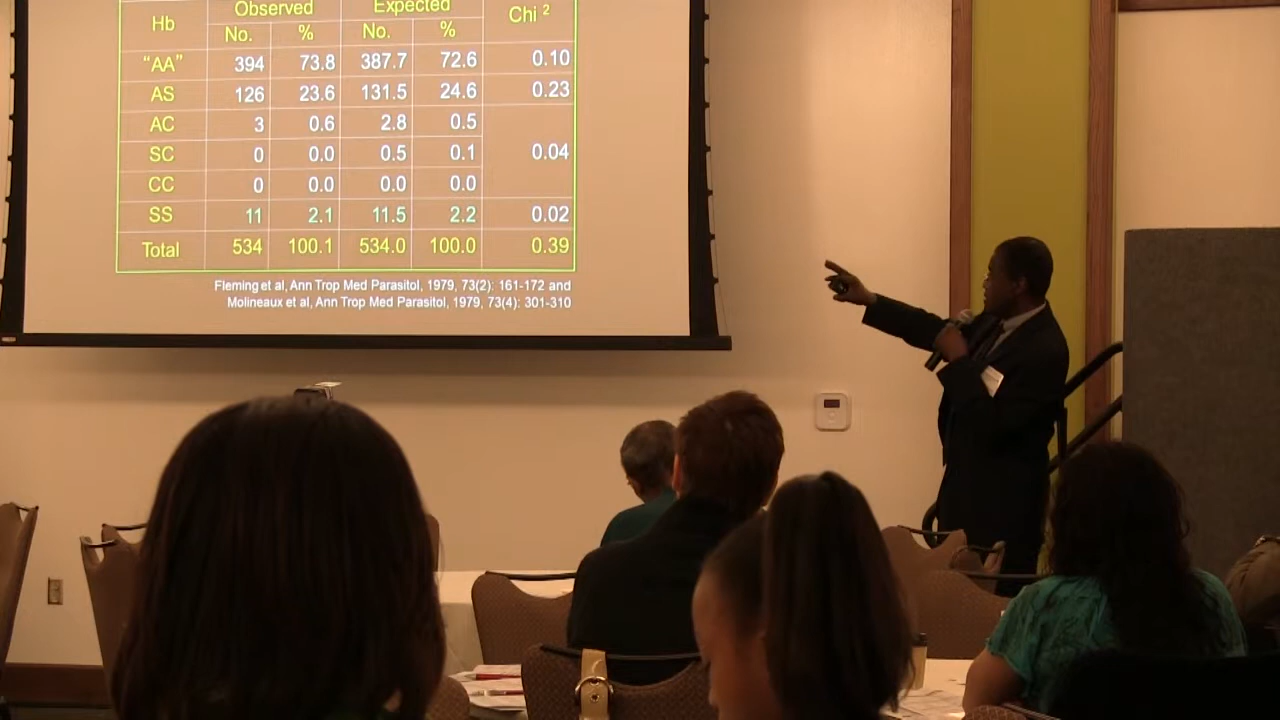 Observed Expected
Hb No. % No. % Chi 2
“AA” 394 73.8 387.7 72.6 0.10
AS 126 23.6 131.5 24.6 0.23
AC 3 0.6 2.8 0.5
SC 0 0.0 0.5 0.1 0.04
CC 0 0.0 0.0 0.0
SS 11 2.1 11.5 2.2 0.02
Total 534 100.1 534.0 100.0 0.39
Fleming et al, Ann Trop Med Parasitol, 1979, 73(2): 161-172 and
Molineaux et al, Ann Trop Med Parasitol, 1979, 73(4): 301-310